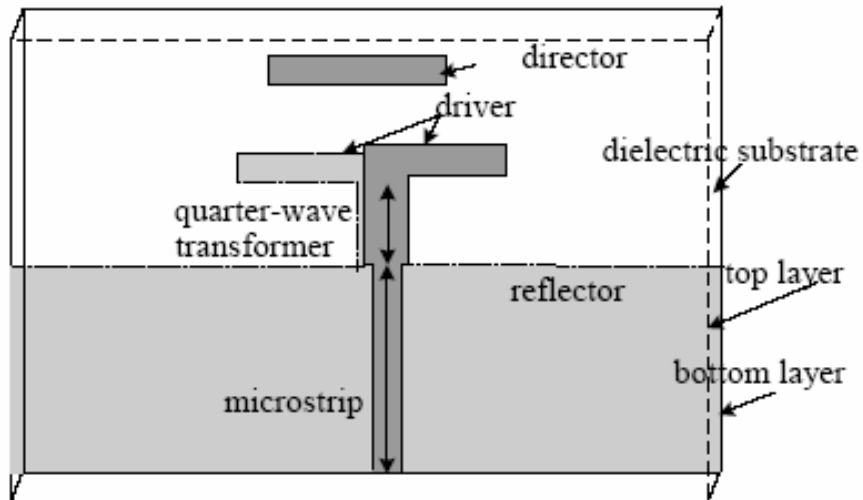 director
driver
dielectric substrate
quarter-wave
transformer
top layer
reflector
bottom layer
microstrip